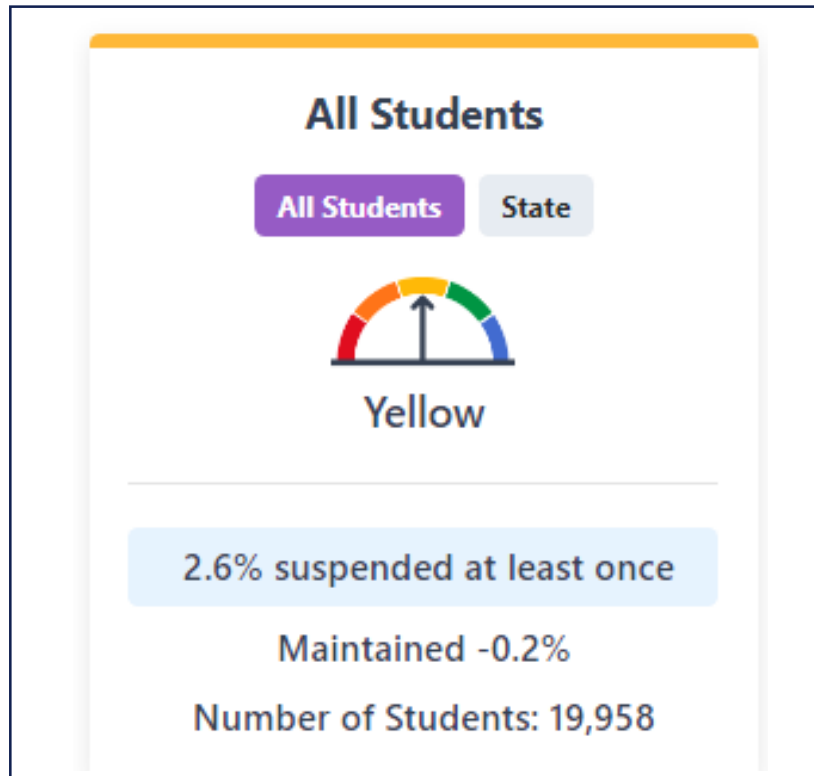 All Students
All Students State
Yellow
2.6% suspended at least once
Maintained -0.2%
Number of Students: 19,958